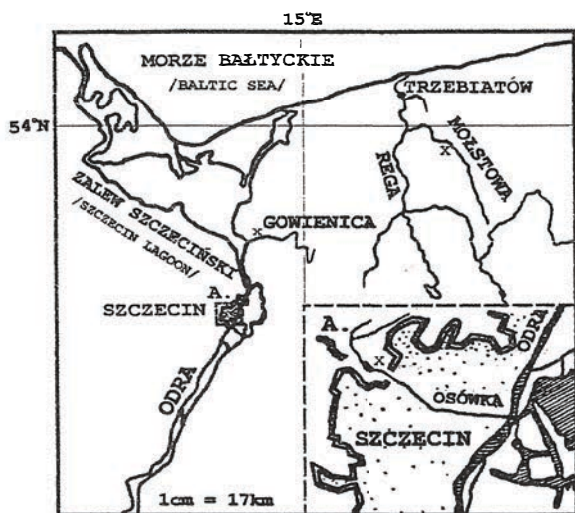 15°E
MORZE BAŁTYCKIE
/BALTIC SEA/
TRZEBIATÓW
54°N
MOŁSTOWA
x
REGA
ZALEW SZCZECIŃSKI
/SZCZECIN LAGOON/
GOWIENICA
x
A.
SZCZECIN
ODRA
1cm = 17km
A.
ODRA
x
OSÓWKA
SZCZECIN